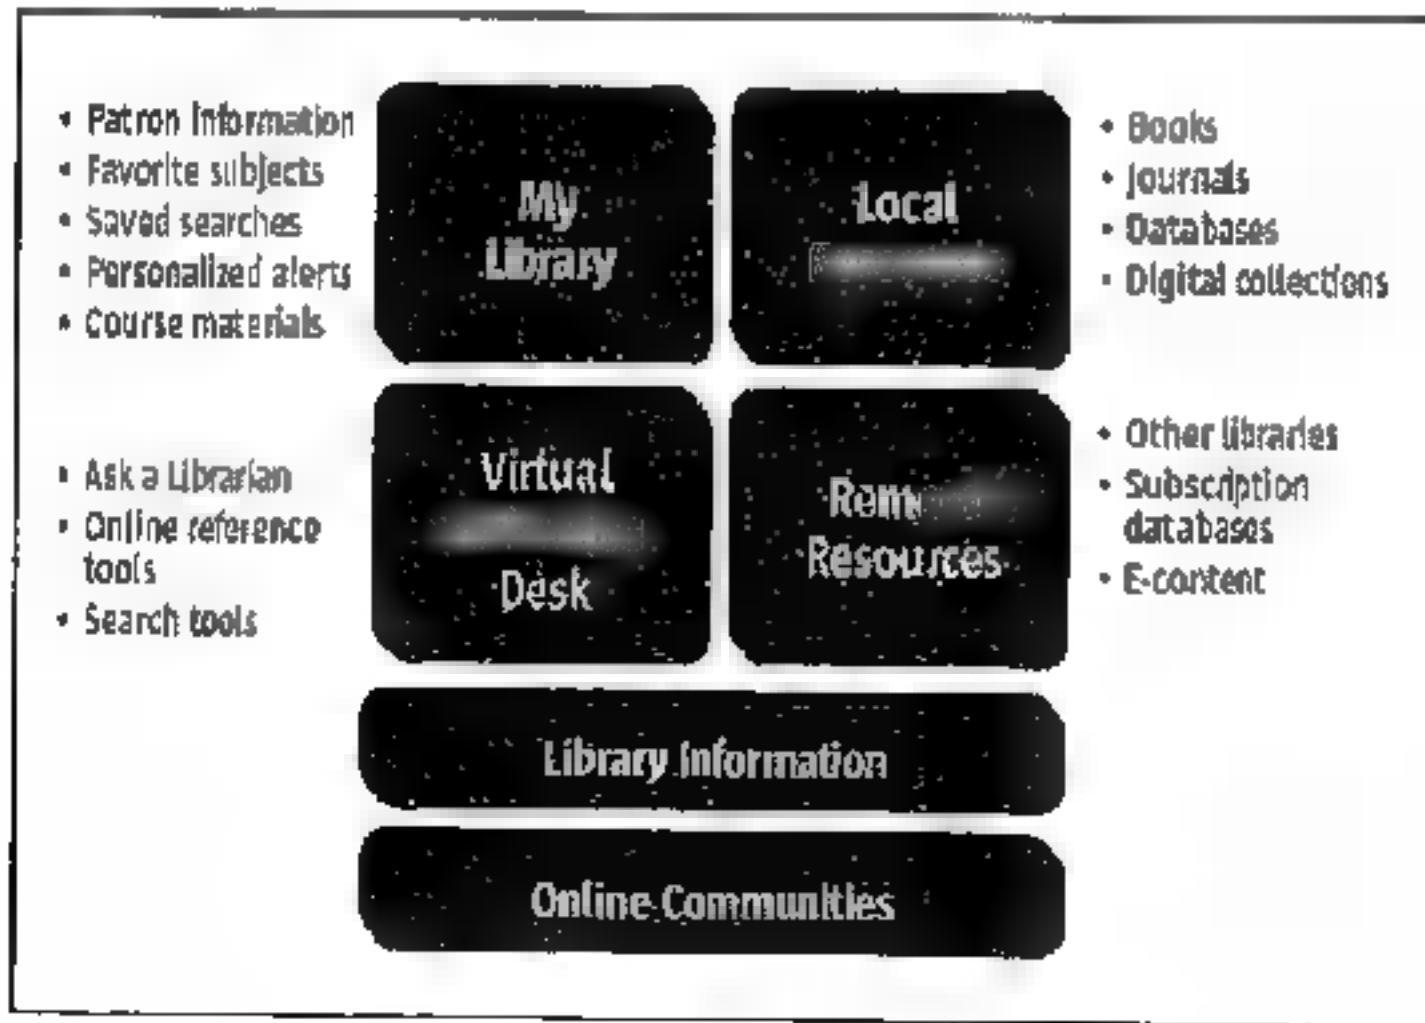 • Patron Information
• Favorite subjects
• Saved searches
• Personalized alerts
• Course materials
My
Library
Local
• Books
• Journals
• Databases
• Digital collections
• Ask a Librarian
• Online reference
tools
• Search tools
Virtual
Desk
Resources
• Other libraries
• Subscription
databases
• E-content
Library Information
Online Communities